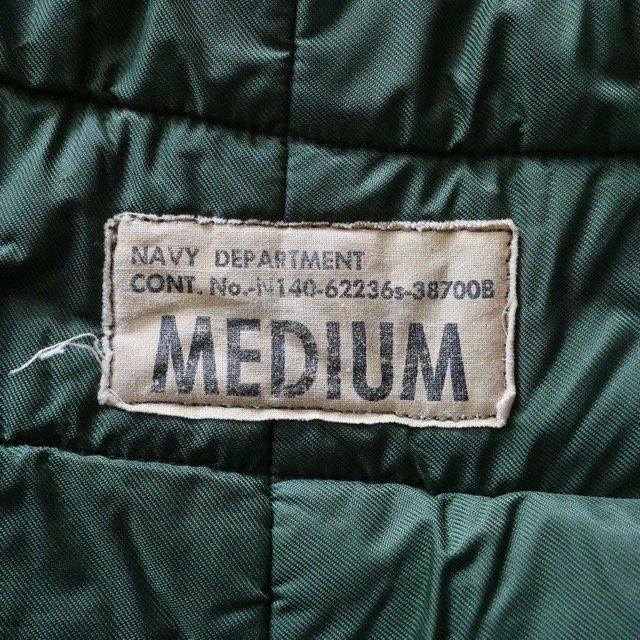 NAVY DEPARTMENT
CONT. No.-N140-62236s-38700B
MEDIUM